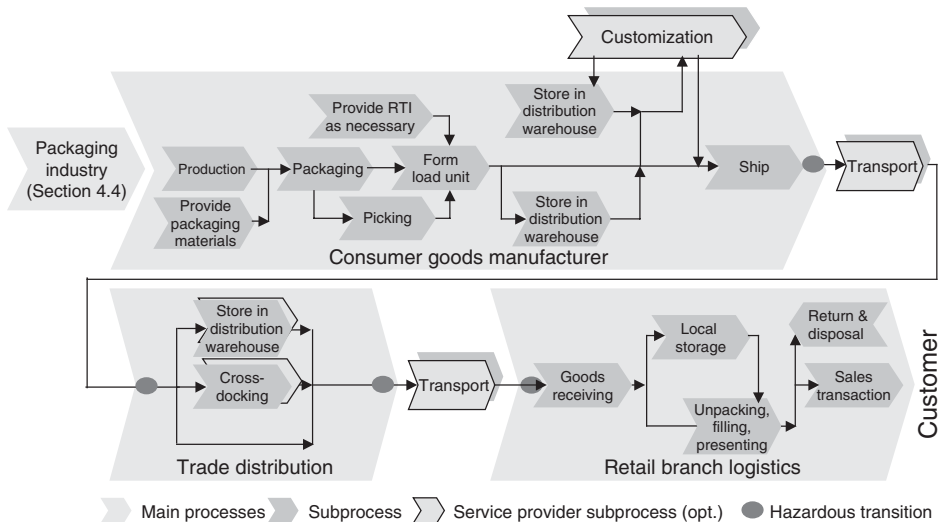 Customization
Store in
distribution
warehouse
Provide RTI
as necessary
Packaging
industry
(Section 4.4)
Production
Packaging
Form
load unit
Ship
Transport
Provide
packaging
materials
Picking
Store in
distribution
warehouse
Consumer goods manufacturer
Store in
distribution
warehouse
Cross-
docking
Trade distribution
Transport
Goods
receiving
Local
storage
Unpacking,
filling,
presenting
Return &
disposal
Sales
transaction
Retail branch logistics
Customer
Main processes
Subprocess
Service provider subprocess (opt.)
Hazardous transition